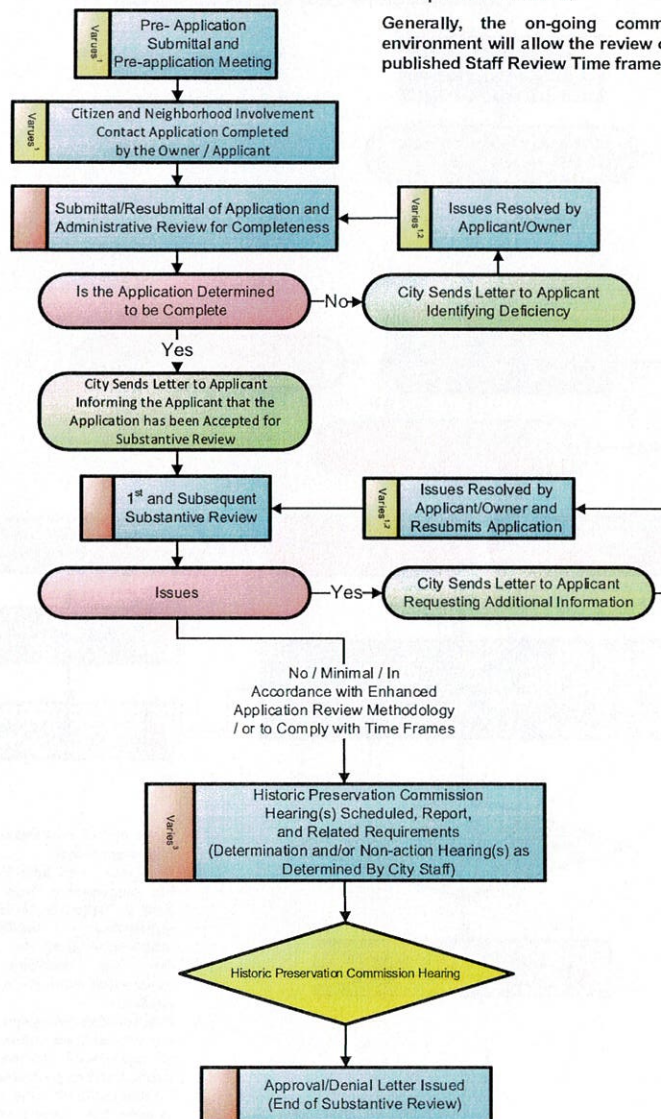 Generally, the on-going comm
environment will allow the review
published Staff Review Time frame
Varues¹
Pre- Application
Submittal and
Pre-application Meeting
Varues¹
Citizen and Neighborhood Involvement
Contact Application Completed
by the Owner / Applicant
Submittal/Resubmittal of Application and
Administrative Review for Completeness
Varies¹,²
Issues Resolved by
Applicant/Owner
Is the Application Determined
to be Complete
No
City Sends Letter to Applicant
Identifying Deficiency
Yes
City Sends Letter to Applicant
Informing the Applicant that the
Application has been Accepted for
Substantive Review
1st and Subsequent
Substantive Review
Varies¹,²
Issues Resolved by
Applicant/Owner and
Resubmits Application
Issues
Yes
City Sends Letter to Applicant
Requesting Additional Information
No / Minimal / In
Accordance with Enhanced
Application Review Methodology
/ or to Comply with Time Frames
Varies³
Historic Preservation Commission
Hearing(s) Scheduled, Report,
and Related Requirements
(Determination and/or Non-action Hearing(s) as
Determined By City Staff)
Historic Preservation Commission Hearing
Approval/Denial Letter Issued
(End of Substantive Review)